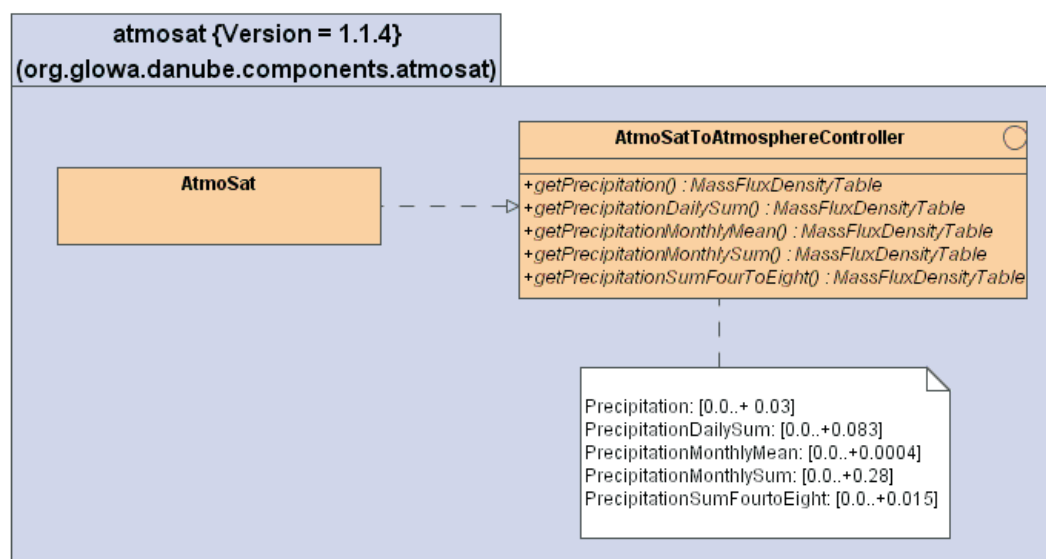 atmosat {Version = 1.1.4}
(org.glowa.danube.components.atmosat)
AtmoSat
AtmoSatToAtmosphereController
+getPrecipitation() : MassFluxDensityTable
+getPrecipitationDailySum() : MassFluxDensityTable
+getPrecipitationMonthlyMean() : MassFluxDensityTable
+getPrecipitationMonthlySum() : MassFluxDensityTable
+getPrecipitationSumFourToEight() : MassFluxDensityTable
Precipitation: [0.0..+ 0.03]
PrecipitationDailySum: [0.0..+0.083]
PrecipitationMonthlyMean: [0.0..+0.0004]
PrecipitationMonthlySum: [0.0..+0.28]
PrecipitationSumFourtoEight: [0.0..+0.015]